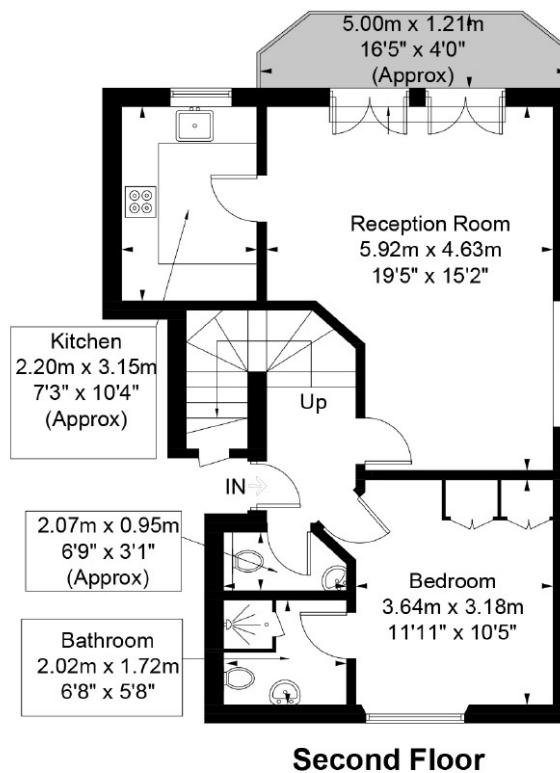 5.00m x 1.21m
16'5" x 4'0"
(Approx)
Reception Room
5.92m x 4.63m
19'5" x 15'2"
Kitchen
2.20m x 3.15m
7'3" x 10'4"
(Approx)
Up
IN
2.07m x 0.95m
6'9" x 3'1"
(Approx)
Bedroom
3.64m x 3.18m
11'11" x 10'5"
Bathroom
2.02m x 1.72m
6'8" x 5'8"
Second Floor